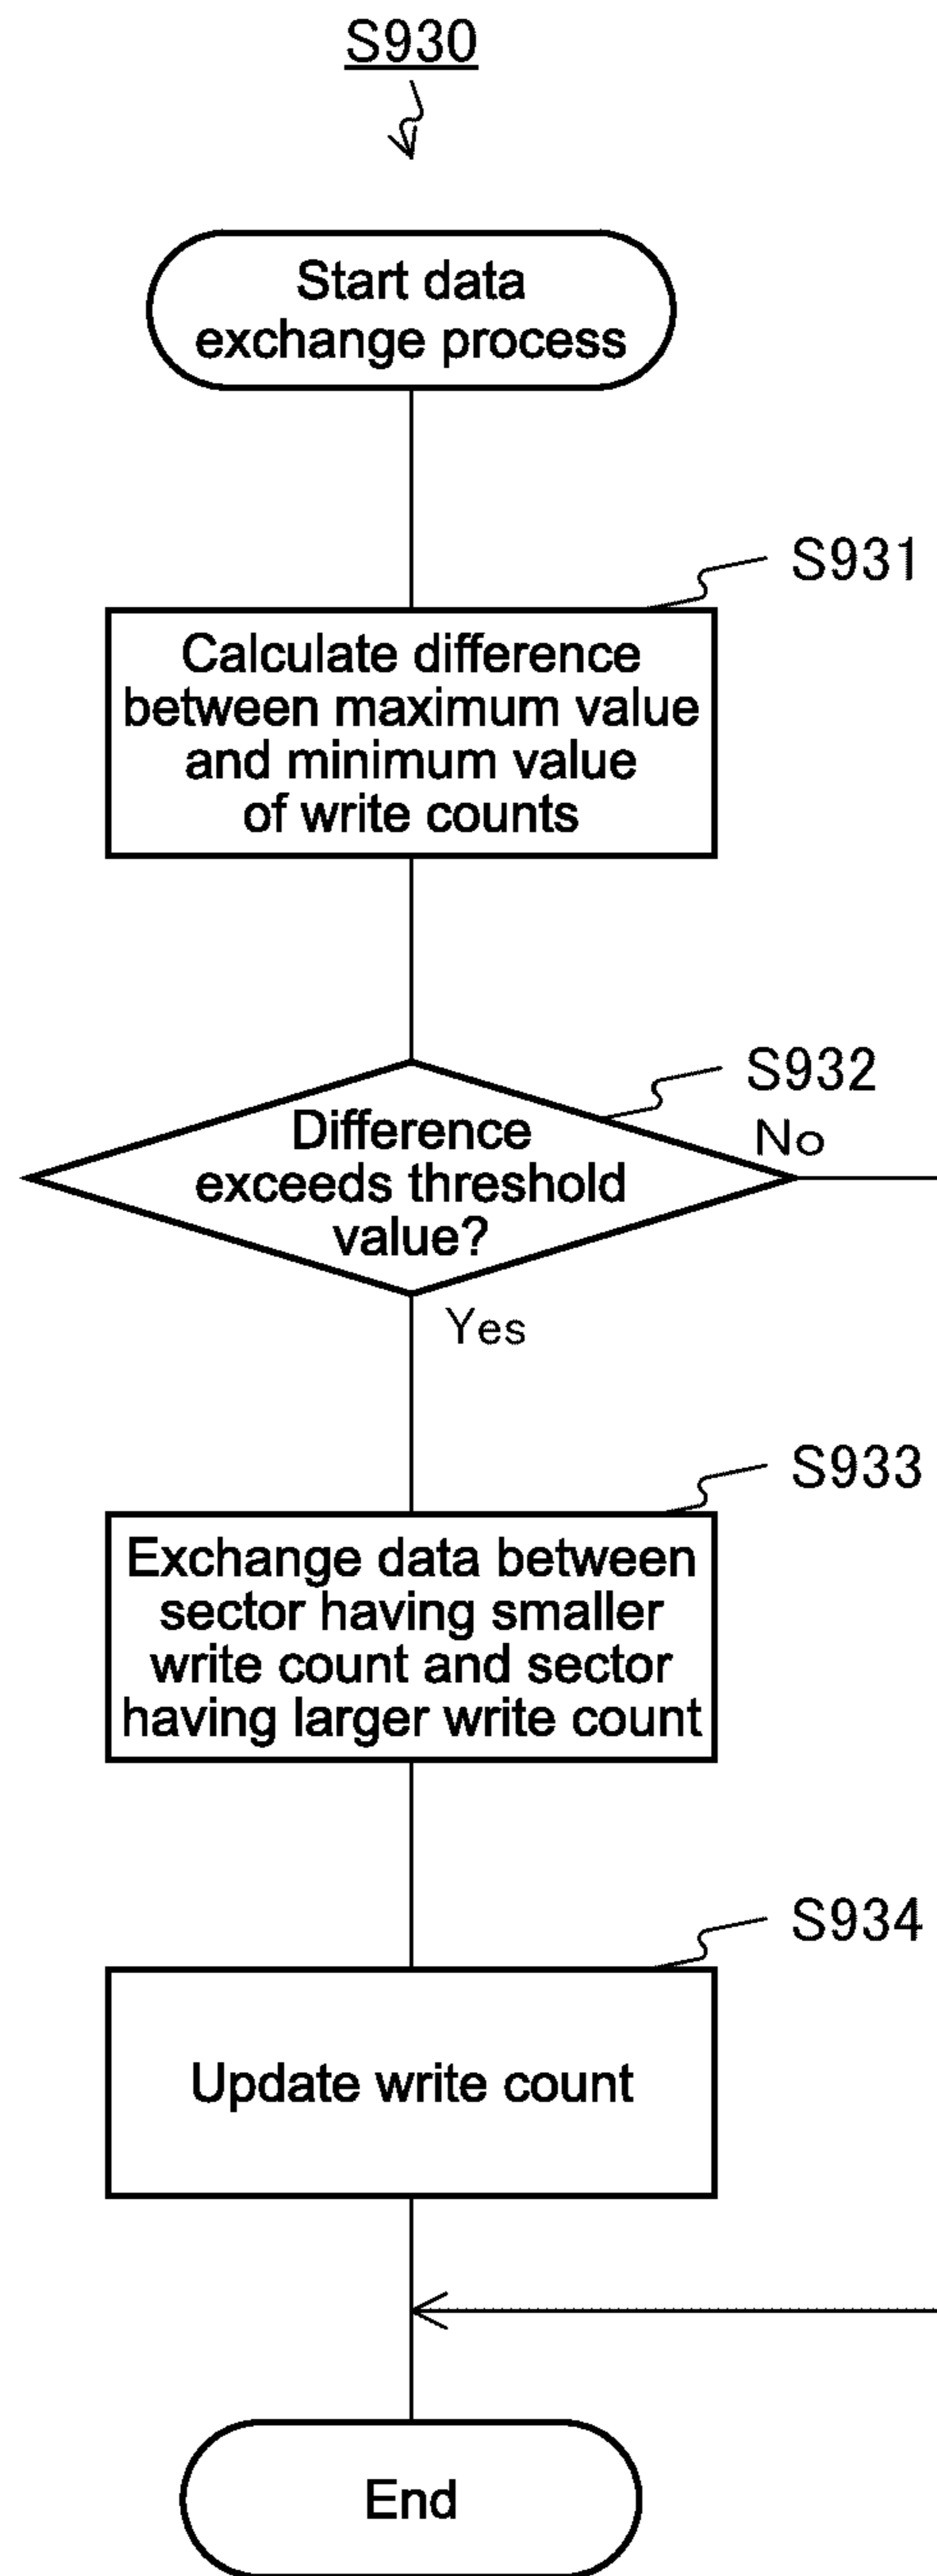 S930
Start data
exchange process
S931
Calculate difference
between maximum value
and minimum value
of write counts
S932
Difference
exceeds threshold
value?
No
Yes
S933
Exchange data between
sector having smaller
write count and sector
having larger write count
S934
Update write count
End